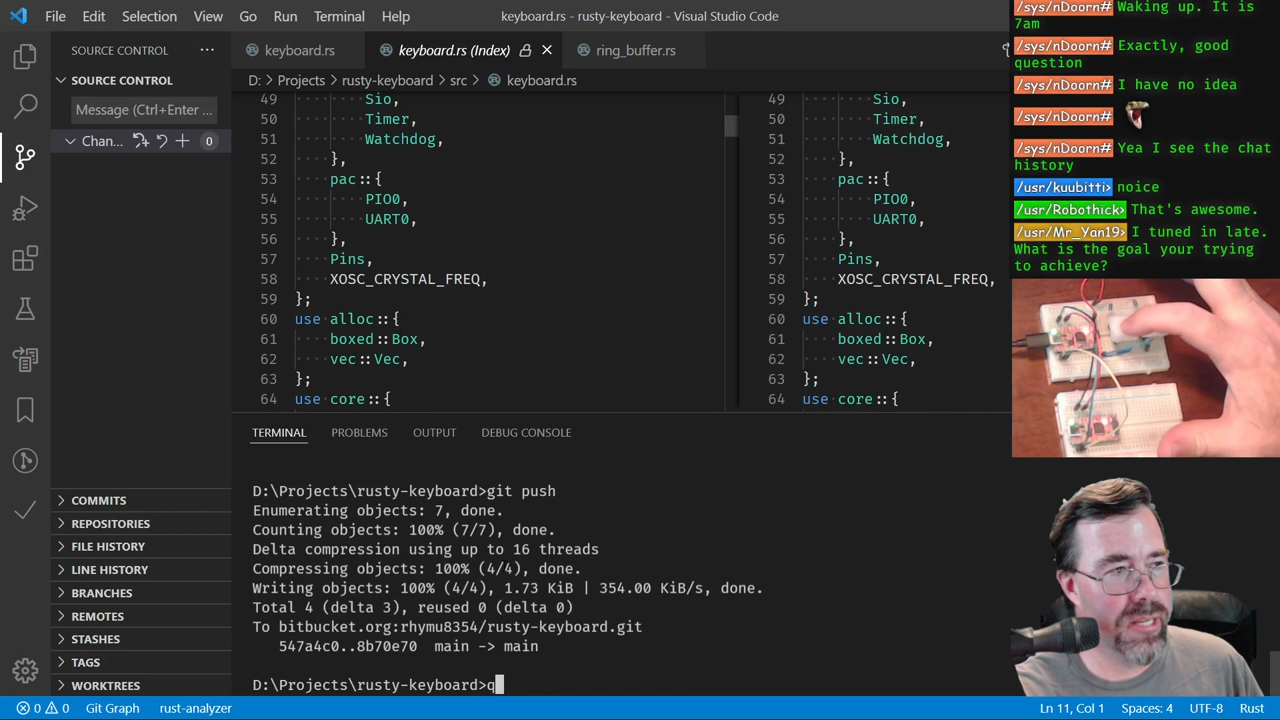 File Edit Selection View Go Run Terminal Help
keyboard.rs - rusty-keyboard - Visual Studio Code
SOURCE CONTROL
SOURCE CONTROL
Message (Ctrl+Enter ...
Chan... 0
COMMITS
REPOSITORIES
FILE HISTORY
LINE HISTORY
BRANCHES
REMOTES
STASHES
TAGS
WORKTREES
keyboard.rs keyboard.rs (Index) ring_buffer.rs
D: > Projects > rusty-keyboard > src > keyboard.rs
49 ············Sio,
50 ············Timer,
51 ············Watchdog,
52 ········},
53 ········pac::{
54 ············PIO0,
55 ············UART0,
56 ········},
57 ········Pins,
58 ········XOSC_CRYSTAL_FREQ,
59 };
60 use·alloc::{
61 ····boxed::Box,
62 ····vec::Vec,
63 };
64 use·core::{
49 ············Sio,
50 ············Timer,
51 ············Watchdog,
52 ········},
53 ········pac::{
54 ············PIO0,
55 ············UART0,
56 ········},
57 ········Pins,
58 ········XOSC_CRYSTAL_FREQ,
59 };
60 use·alloc::{
61 ····boxed::Box,
62 ····vec::Vec,
63 };
64 use·core::{
TERMINAL PROBLEMS OUTPUT DEBUG CONSOLE
D:\Projects\rusty-keyboard>git push
Enumerating objects: 7, done.
Counting objects: 100% (7/7), done.
Delta compression using up to 16 threads
Compressing objects: 100% (4/4), done.
Writing objects: 100% (4/4), 1.73 KiB | 354.00 KiB/s, done.
Total 4 (delta 3), reused 0 (delta 0)
To bitbucket.org:rhymu8354/rusty-keyboard.git
547a4c0..8b70e70 main -> main
D:\Projects\rusty-keyboard>q
0 0 Git Graph rust-analyzer
Ln 11, Col 1 Spaces: 4 UTF-8 Rust
/sys/nDoorn# Waking up. It is
7am
/sys/nDoorn# Exactly, good
question
/sys/nDoorn# I have no idea
/sys/nDoorn#
/sys/nDoorn# Yea I see the chat
history
/usr/kuubitti> noice
/usr/Robothick> That's awesome.
/usr/Mr_Yan19> I tuned in late.
What is the goal your trying
to achieve?